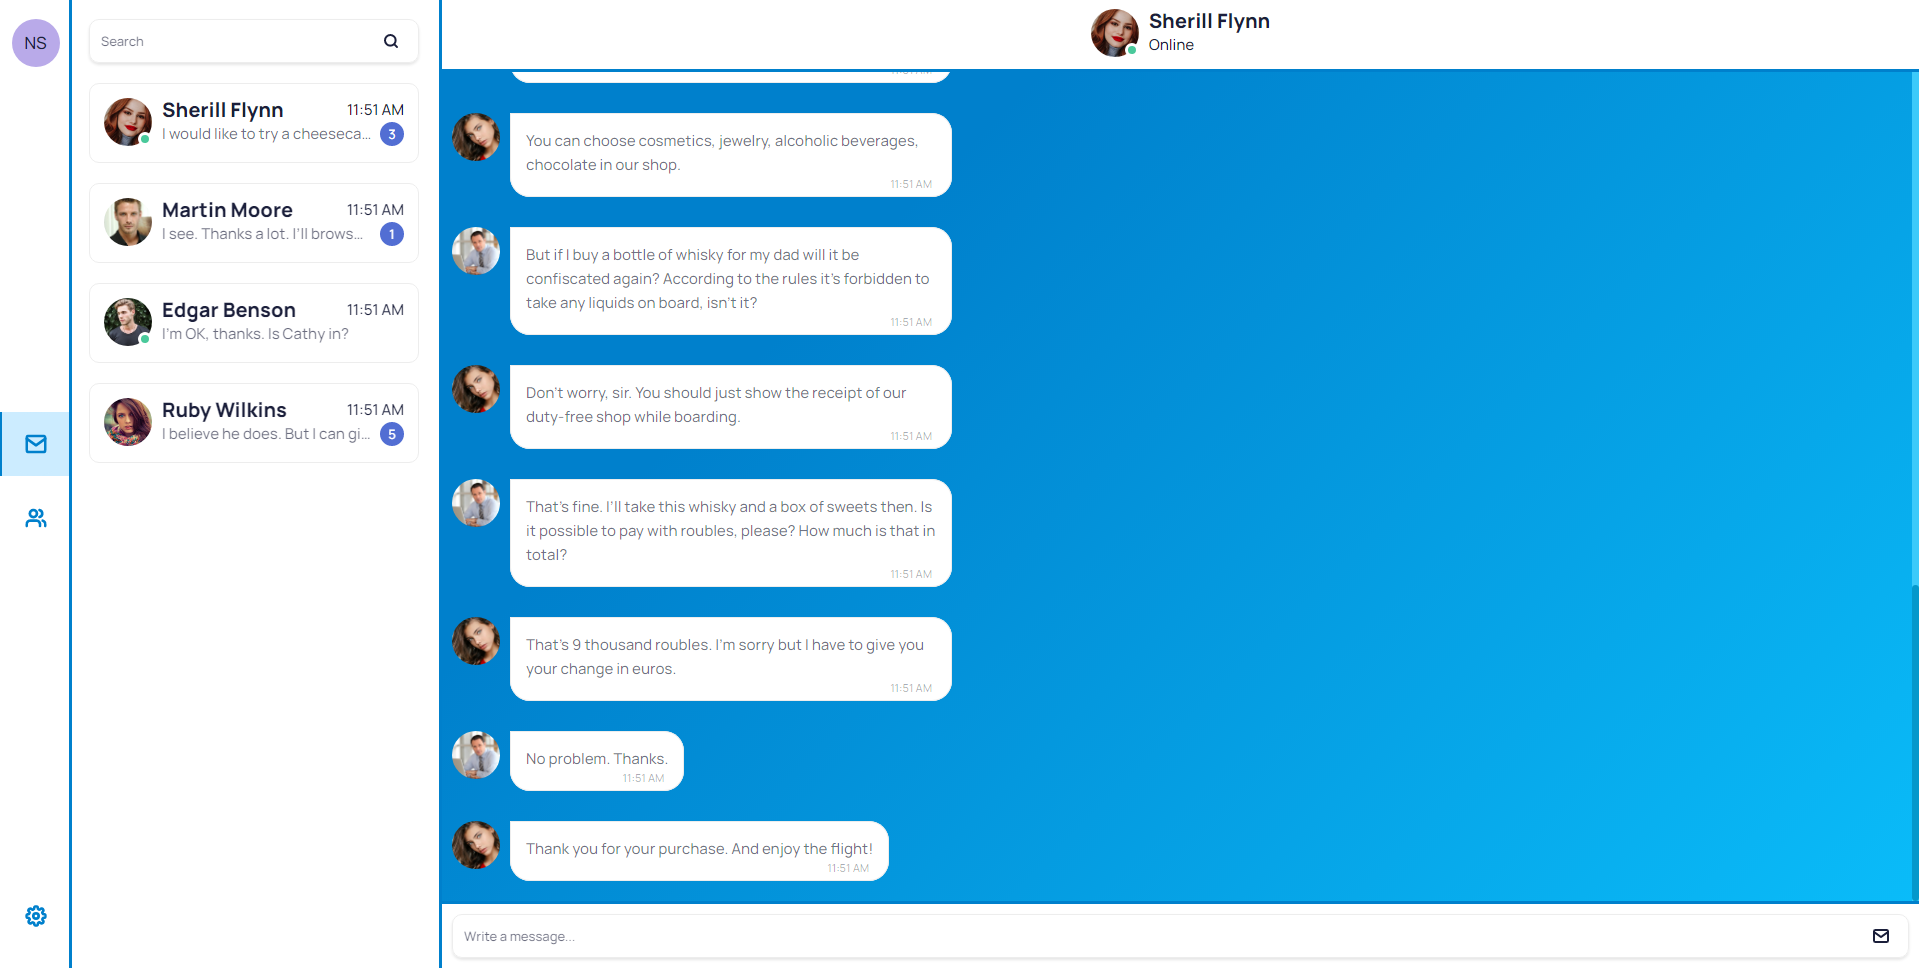 NS
Search
Sherill Flynn
11:51 AM
I would like to try a cheeseca...
3
Martin Moore
11:51 AM
I see. Thanks a lot. I'll brows...
1
Edgar Benson
11:51 AM
I'm OK, thanks. Is Cathy in?
Ruby Wilkins
11:51 AM
I believe he does. But I can gi...
5
Sherill Flynn
Online
You can choose cosmetics, jewelry, alcoholic beverages,
chocolate in our shop.
11:51 AM
But if I buy a bottle of whisky for my dad will it be
confiscated again? According to the rules it's forbidden to
take any liquids on board, isn't it?
11:51 AM
Don't worry, sir. You should just show the receipt of our
duty-free shop while boarding.
11:51 AM
That's fine. I'll take this whisky and a box of sweets then. Is
it possible to pay with roubles, please? How much is that in
total?
11:51 AM
That's 9 thousand roubles. I'm sorry but I have to give you
your change in euros.
11:51 AM
No problem. Thanks.
11:51 AM
Thank you for your purchase. And enjoy the flight!
11:51 AM
Write a message...